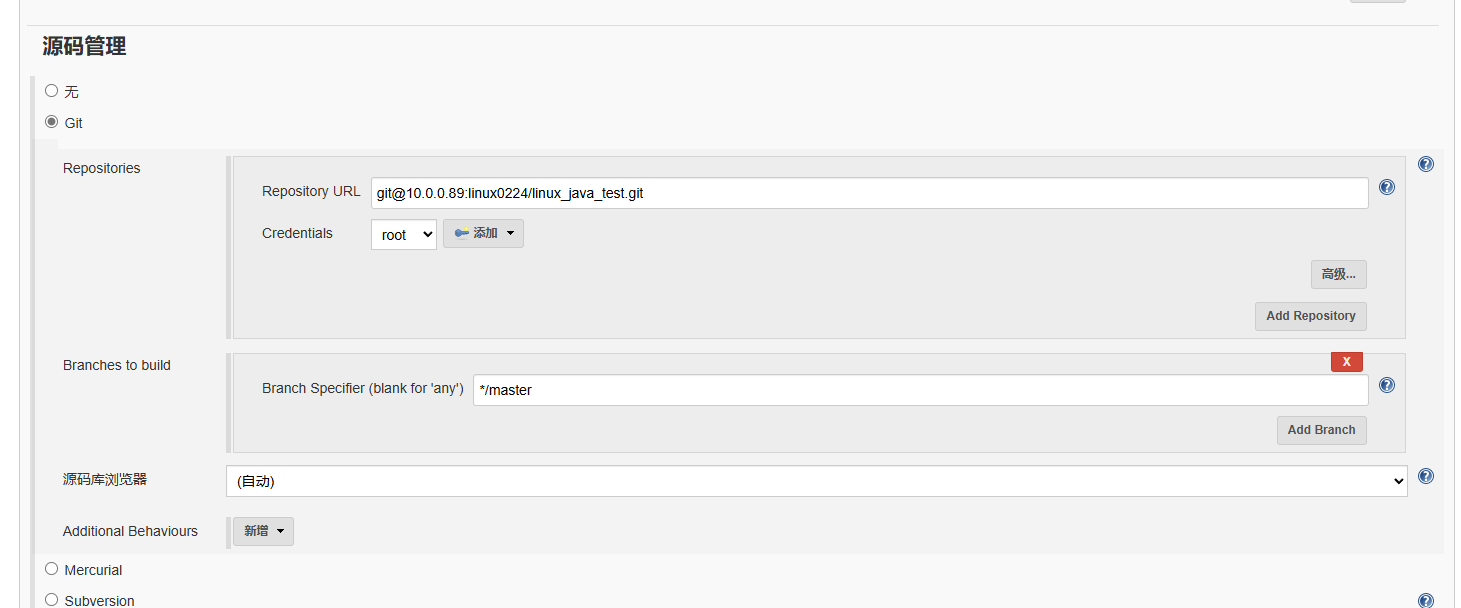 源码管理
无
Git
Repositories
Repository URL git@10.0.0.89:linux0224/linux_java_test.git
Credentials root 添加
高级...
Add Repository
Branches to build
X
Branch Specifier (blank for 'any') */master
Add Branch
源码库浏览器 (自动)
Additional Behaviours 新增
Mercurial
Subversion